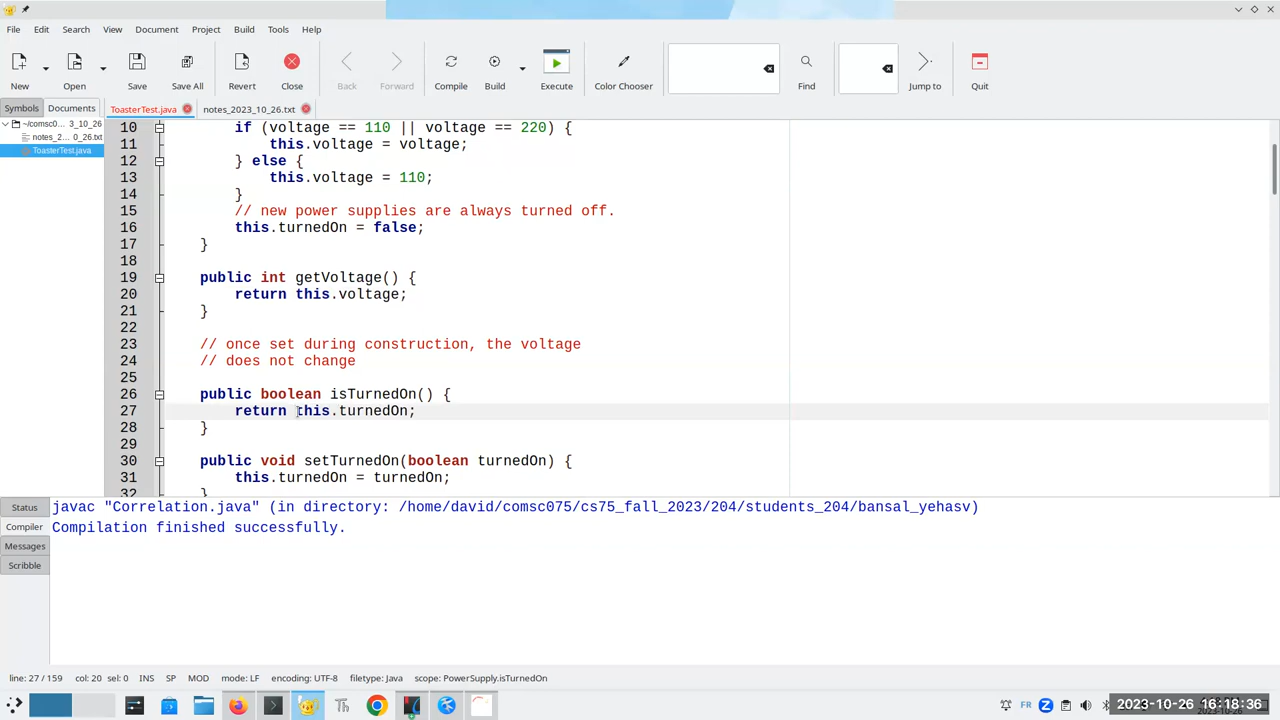 File Edit Search View Document Project Build Tools Help
New Open Save Save All Revert Close Back Forward Compile Build Execute Color Chooser Find Jump to Quit
Symbols Documents ToasterTest.java notes_2023_10_26.txt
~/comsc0... 3_10_26
notes_2... 0_26.txt
ToasterTest.java
10 if (voltage == 110 || voltage == 220) {
11 this.voltage = voltage;
12 } else {
13 this.voltage = 110;
14 }
15 // new power supplies are always turned off.
16 this.turnedOn = false;
17 }
18
19 public int getVoltage() {
20 return this.voltage;
21 }
22
23 // once set during construction, the voltage
24 // does not change
25
26 public boolean isTurnedOn() {
27 return this.turnedOn;
28 }
29
30 public void setTurnedOn(boolean turnedOn) {
31 this.turnedOn = turnedOn;
32 }
Status
Compiler
Messages
Scribble
javac "Correlation.java" (in directory: /home/david/comsc075/cs75_fall_2023/204/students_204/bansal_yehasv)
Compilation finished successfully.
line: 27 / 159 col: 20 sel: 0 INS SP MOD mode: LF encoding: UTF-8 filetype: Java scope: PowerSupply.isTurnedOn
FR
2023-10-26 16:18:36